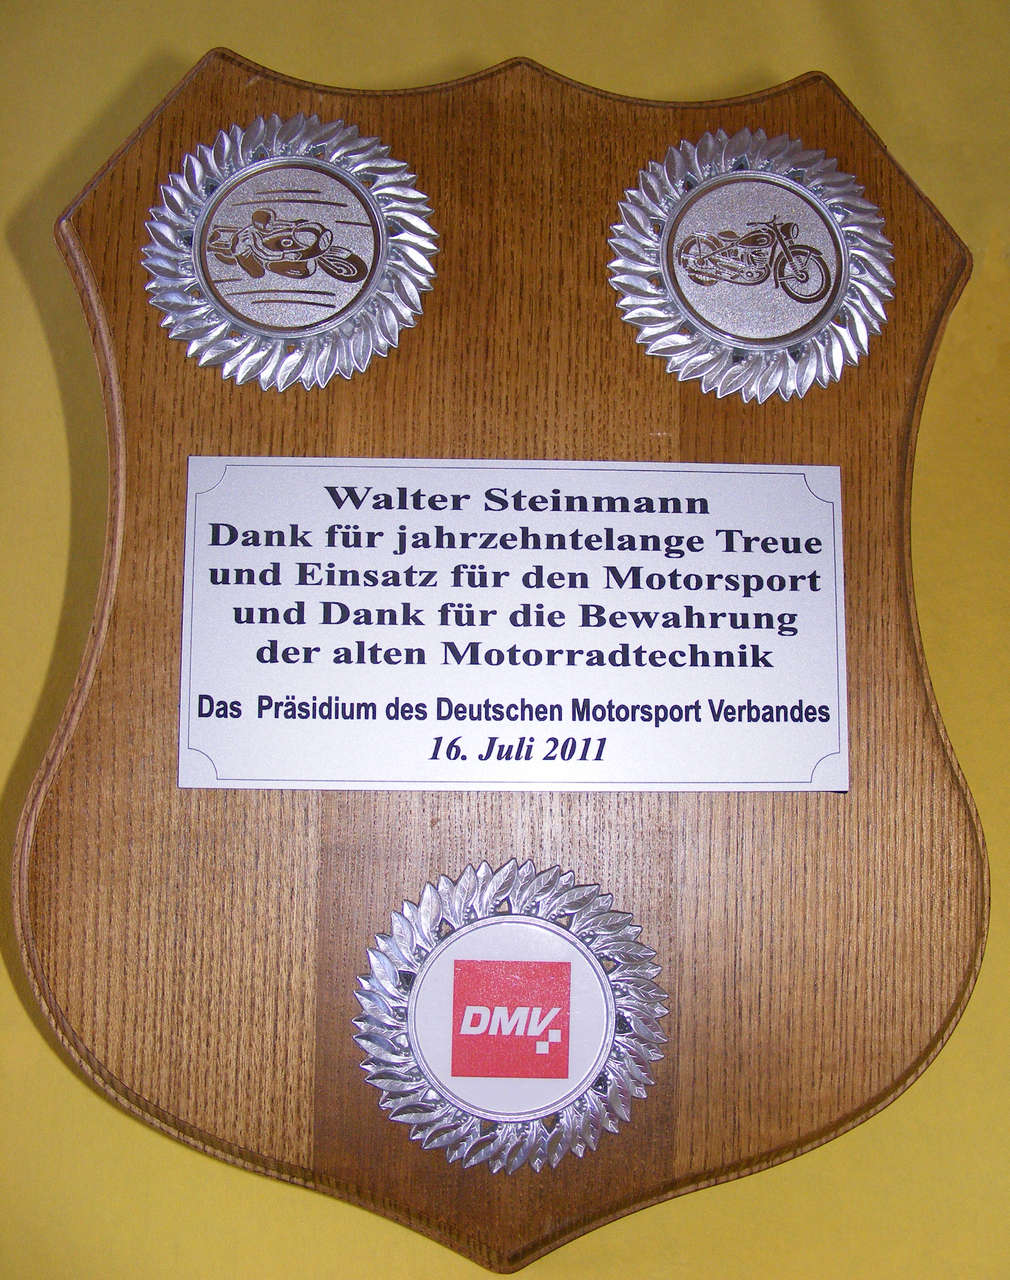 Walter Steinmann
Dank für jahrzehntelange Treue
und Einsatz für den Motorsport
und Dank für die Bewahrung
der alten Motorradtechnik
Das Präsidium des Deutschen Motorsport Verbandes
16. Juli 2011
DMV